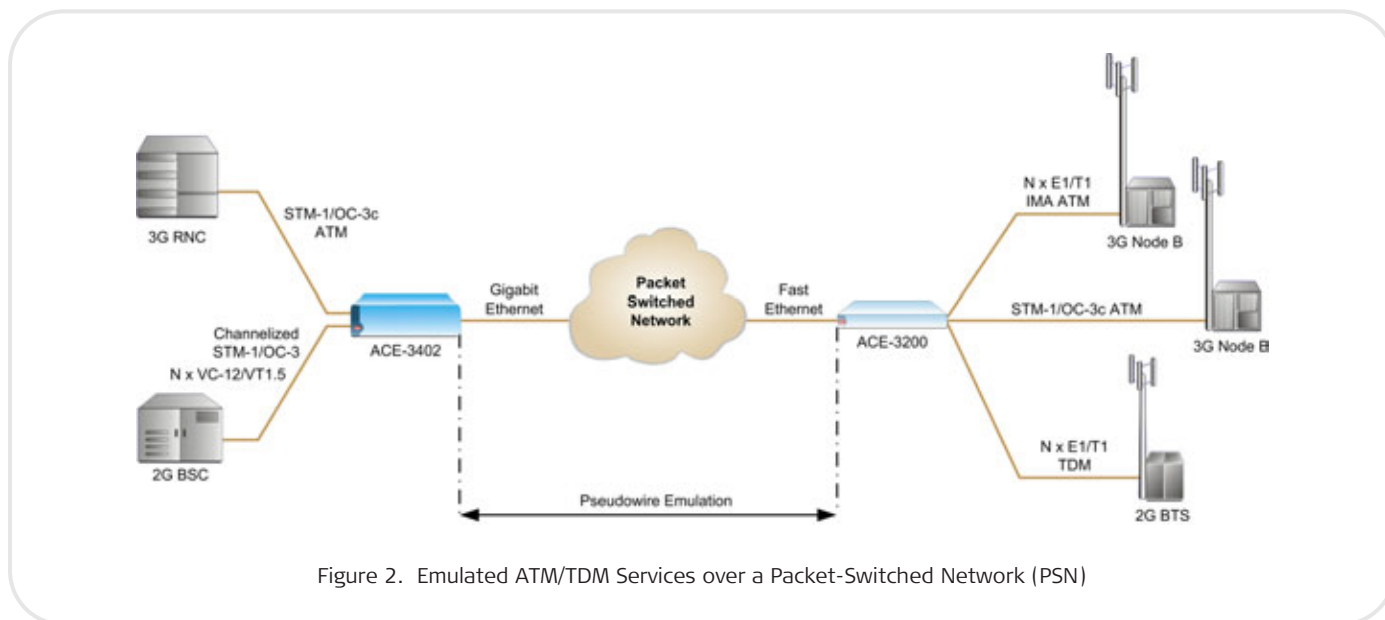 3G RNC
STM-1/OC-3c
ATM
Channelized
STM-1/OC-3
N x VC-12/VT1.5
2G BSC
ACE-3402
Gigabit
Ethernet
Packet
Switched
Network
Fast
Ethernet
ACE-3200
N x E1/T1
IMA ATM
3G Node B
STM-1/OC-3c ATM
3G Node B
N x E1/T1
TDM
2G BTS
Pseudowire Emulation
Figure 2. Emulated ATM/TDM Services over a Packet-Switched Network (PSN)